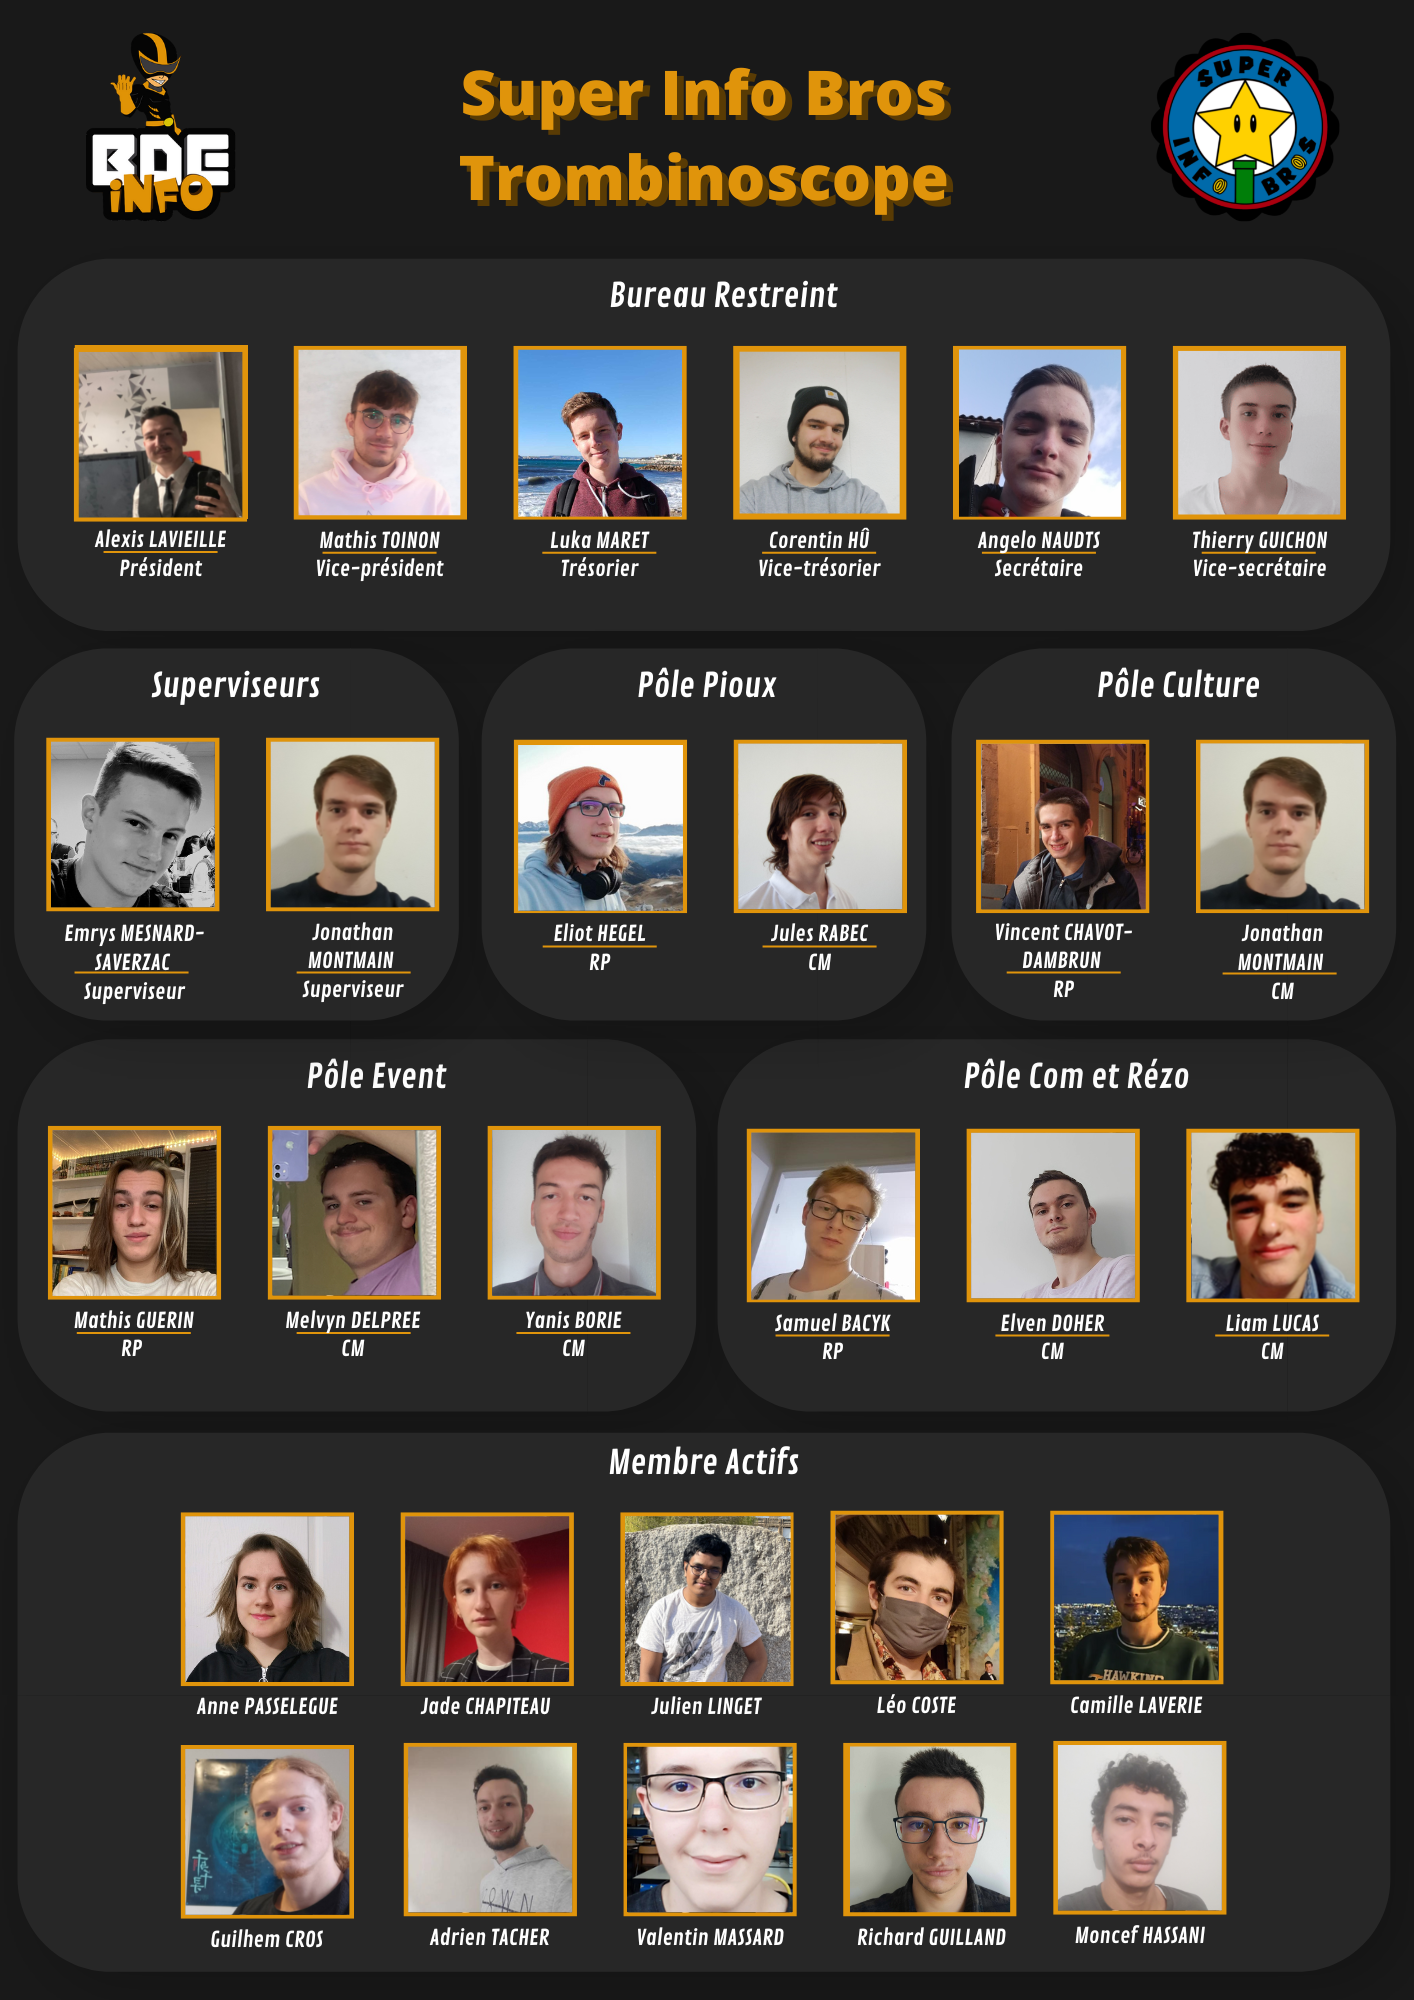 BDE
iNFO
Super Info Bros
Trombinoscope
SUPER
INFO BROS
Bureau Restreint
Alexis LAVIEILLE
Président
Mathis TOINON
Vice-président
Luka MARET
Trésorier
Corentin HÛ
Vice-trésorier
Angelo NAUDTS
Secrétaire
Thierry GUICHON
Vice-secrétaire
Superviseurs
Emrys MESNARD-
SAVERZAC
Superviseur
Jonathan
MONTMAIN
Superviseur
Pôle Pioux
Eliot HEGEL
RP
Jules RABEC
CM
Pôle Culture
Vincent CHAVOT-
DAMBRUN
RP
Jonathan
MONTMAIN
CM
Pôle Event
Mathis GUERIN
RP
Melvyn DELPREE
CM
Yanis BORIE
CM
Pôle Com et Rézo
Samuel BACYK
RP
Elven DOHER
CM
Liam LUCAS
CM
Membre Actifs
Anne PASSELEGUE
Jade CHAPITEAU
Julien LINGET
Léo COSTE
HAWKINS
Camille LAVERIE
Guilhem CROS
Adrien TACHER
Valentin MASSARD
Richard GUILLAND
Moncef HASSANI